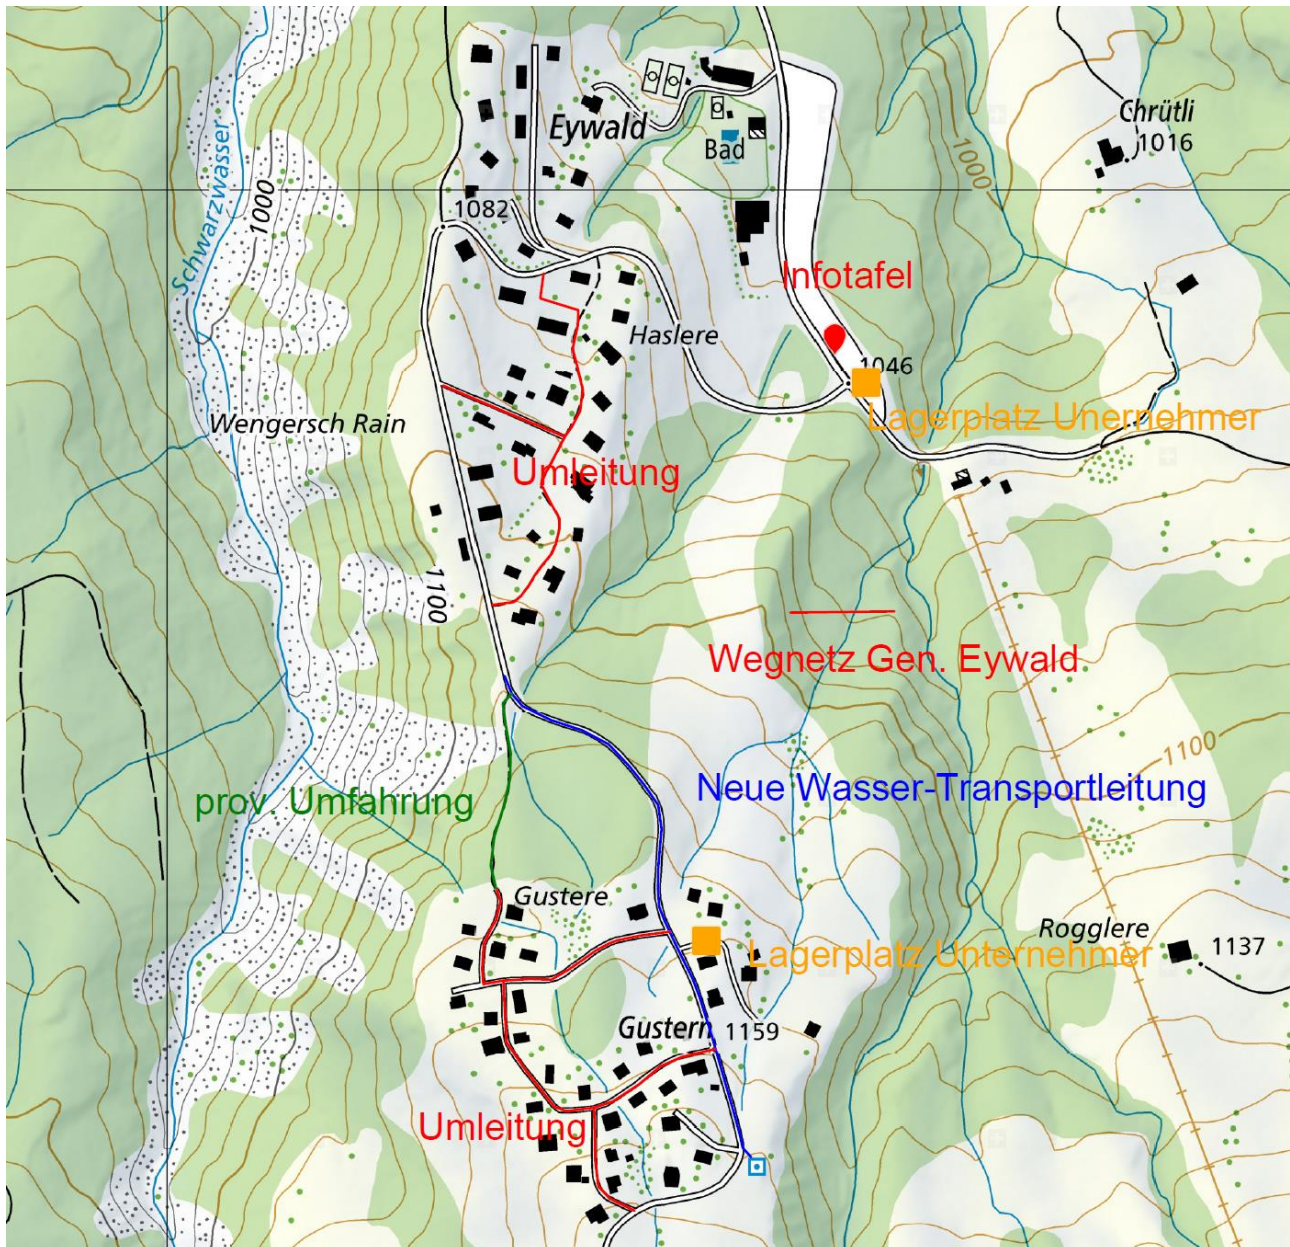 Chrütli
1016
Eywald
Bad
1000
Schwarzwasser
1000
1082
Infotafel
Haslere
1046
Wengersch Rain
Lagerplatz Unernehmer
Umleitung
1100
Wegnetz Gen. Eywald
1100
Neue Wasser-Transportleitung
prov. Umfahrung
Gustere
Rogglere
1137
Lagerplatz Unternehmer
Gustern
1159
Umleitung